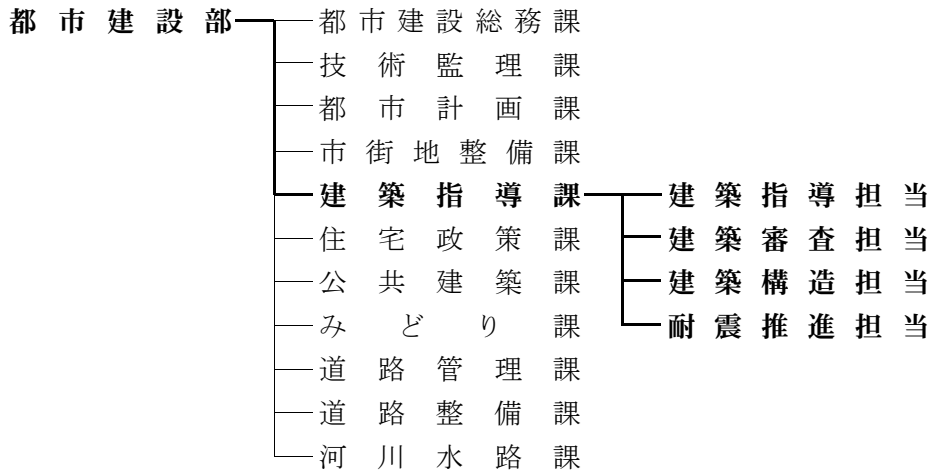 都市建設部
都市建設総務課
技術監理課
都市計画課
市街地整備課
建築指導課 建築指導担当
住宅政策課 建築審査担当
公共建築課 建築構造担当
みどり課 耐震推進担当
道路管理課
道路整備課
河川水路課